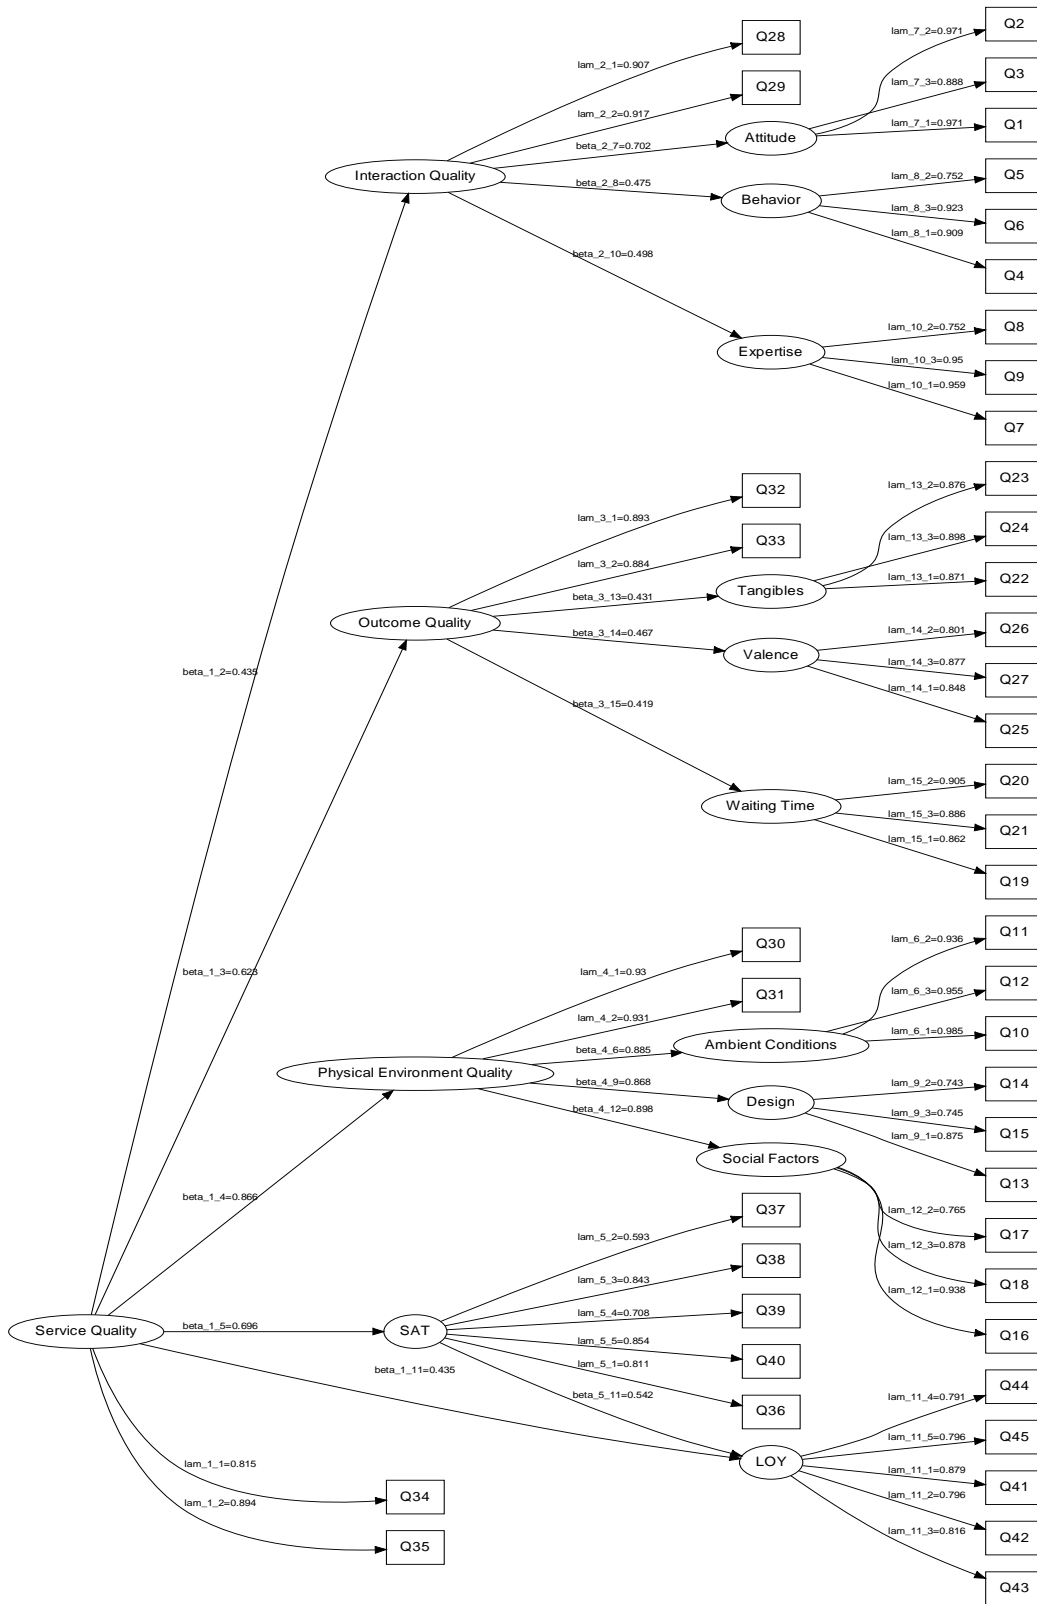 Q2
lam_7_2=0.971
Q28
lam_2_1=0.907
Q3
lam_7_3=0.888
Q29
lam_2_2=0.917
Q1
lam_7_1=0.971
Attitude
beta_2_7=0.702
Interaction Quality
Q5
lam_8_2=0.752
beta_2_8=0.475
Behavior
lam_8_3=0.923
Q6
lam_8_1=0.909
beta_2_10=0.498
Q4
Q8
lam_10_2=0.752
Expertise
lam_10_3=0.95
Q9
lam_10_1=0.959
Q7
Q23
lam_13_2=0.876
Q32
lam_3_1=0.893
Q24
lam_13_3=0.898
Q33
lam_3_2=0.884
Q22
lam_13_1=0.871
Tangibles
beta_3_13=0.431
Outcome Quality
Q26
lam_14_2=0.801
beta_3_14=0.467
Valence
lam_14_3=0.877
Q27
lam_14_1=0.848
beta_1_2=0.435
beta_3_15=0.419
Q25
Q20
lam_15_2=0.905
Waiting Time
lam_15_3=0.886
Q21
lam_15_1=0.862
Q19
Q11
lam_6_2=0.936
Q30
lam_4_1=0.93
beta_1_3=0.623
Q12
lam_6_3=0.955
Q31
lam_4_2=0.931
lam_6_1=0.985
Q10
Ambient Conditions
beta_4_6=0.885
Physical Environment Quality
beta_4_9=0.868
lam_9_2=0.743
Q14
Design
beta_4_12=0.898
lam_9_3=0.745
Q15
lam_9_1=0.875
Social Factors
Q13
beta_1_4=0.866
Q37
lam_12_2=0.765
Q17
lam_5_2=0.593
lam_12_3=0.878
Q38
lam_5_3=0.843
Q18
lam_12_1=0.938
Q39
lam_5_4=0.708
Service Quality
beta_1_5=0.696
SAT
Q16
lam_5_5=0.854
Q40
lam_5_1=0.811
beta_1_11=0.435
Q44
beta_5_11=0.542
lam_11_4=0.791
Q36
lam_11_5=0.796
Q45
LOY
lam_1_1=0.815
lam_11_1=0.879
Q41
Q34
lam_1_2=0.894
lam_11_2=0.796
Q42
lam_11_3=0.816
Q35
Q43